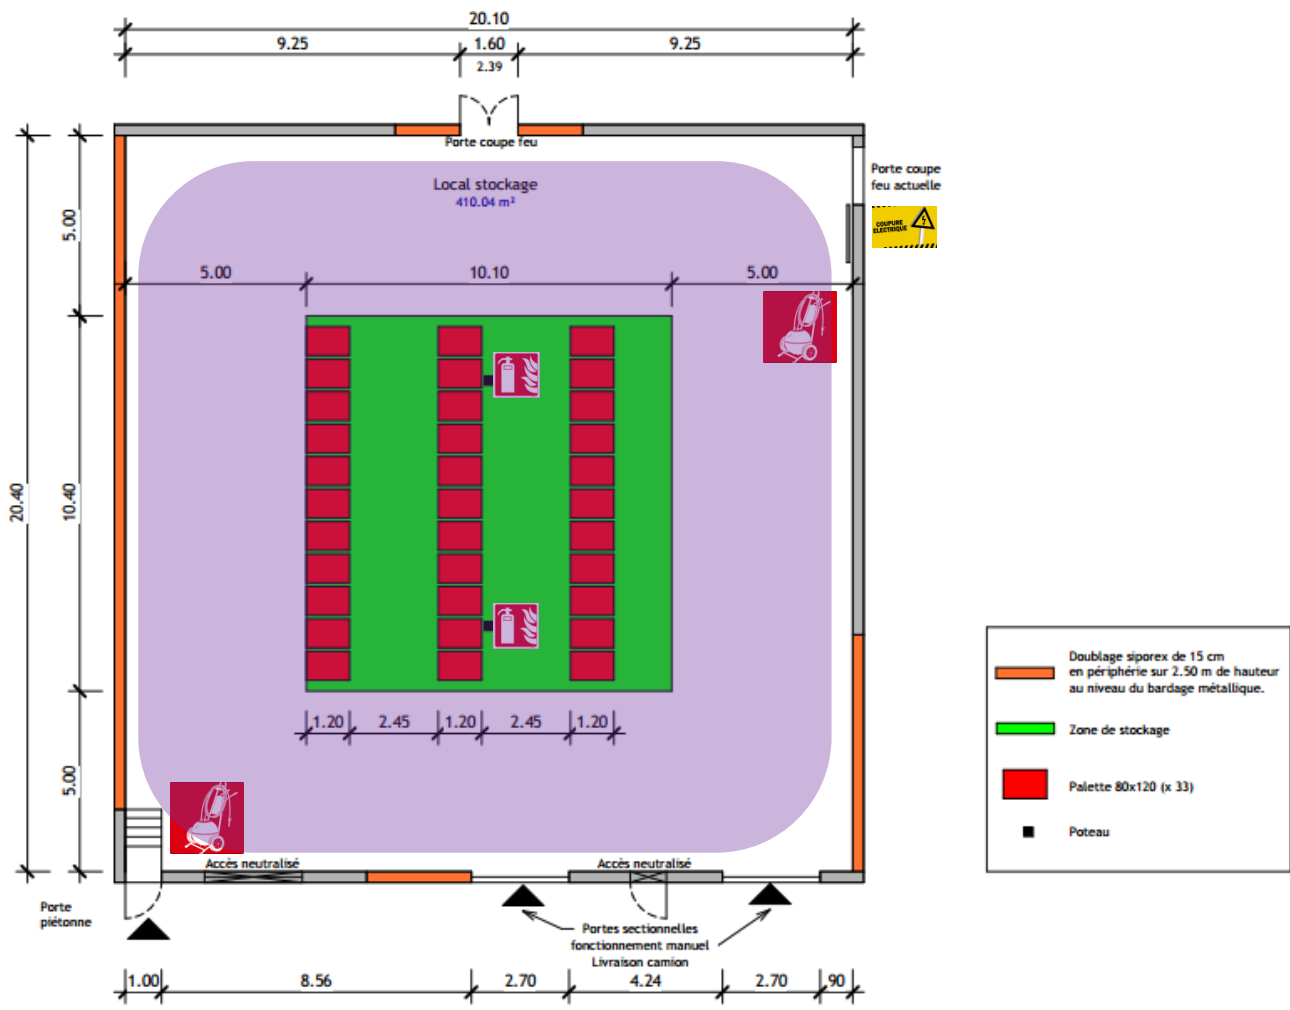 20.10
9.25
1.60
9.25
2.39
Porte coupe feu
Porte coupe
feu actuelle
Local stockage
410.04 m²
COUPURE
ELECTRIQUE
5.00
5.00
10.10
5.00
20.40
10.40
1.20
2.45
1.20
2.45
1.20
5.00
Doublage siporex de 15 cm
en périphérie sur 2.50 m de hauteur
au niveau du bardage métallique.
Zone de stockage
Palette 80x120 (x 33)
Poteau
Accès neutralisé
Accès neutralisé
Porte
piétonne
Portes sectionnelles
fonctionnement manuel
Livraison camion
1.00
8.56
2.70
4.24
2.70
90